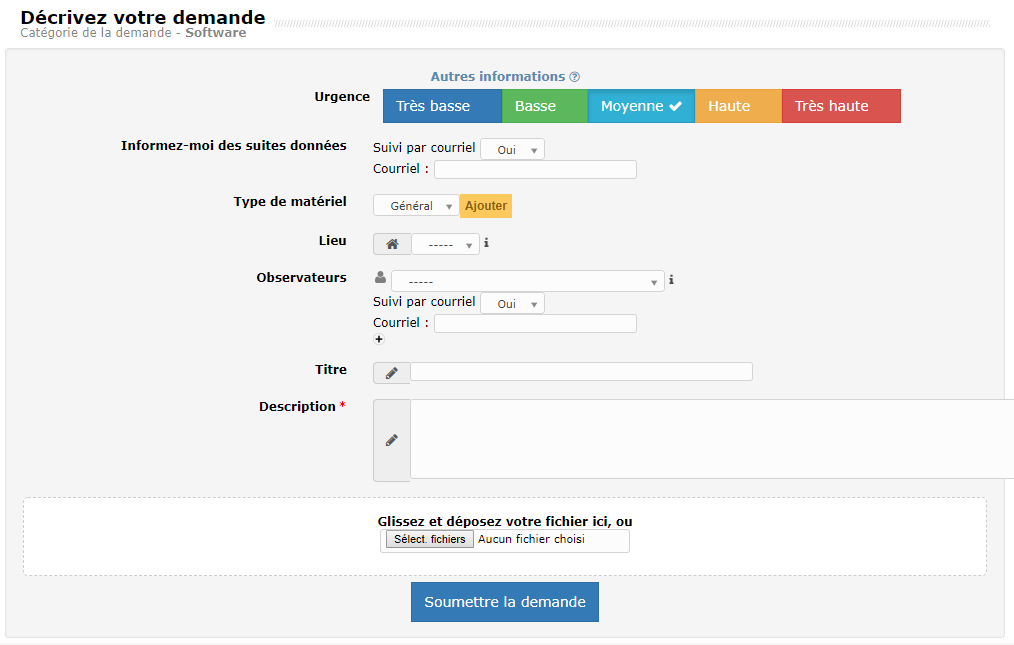 Décrivez votre demande
Catégorie de la demande - Software
Autres informations
Urgence Très basse Basse Moyenne Haute Très haute
Informez-moi des suites données Suivi par courriel Oui
Courriel :
Type de matériel Général Ajouter
Lieu -----
Observateurs -----
Suivi par courriel Oui
Courriel :
Titre
Description *
Glissez et déposez votre fichier ici, ou
Sélect. fichiers Aucun fichier choisi
Soumettre la demande